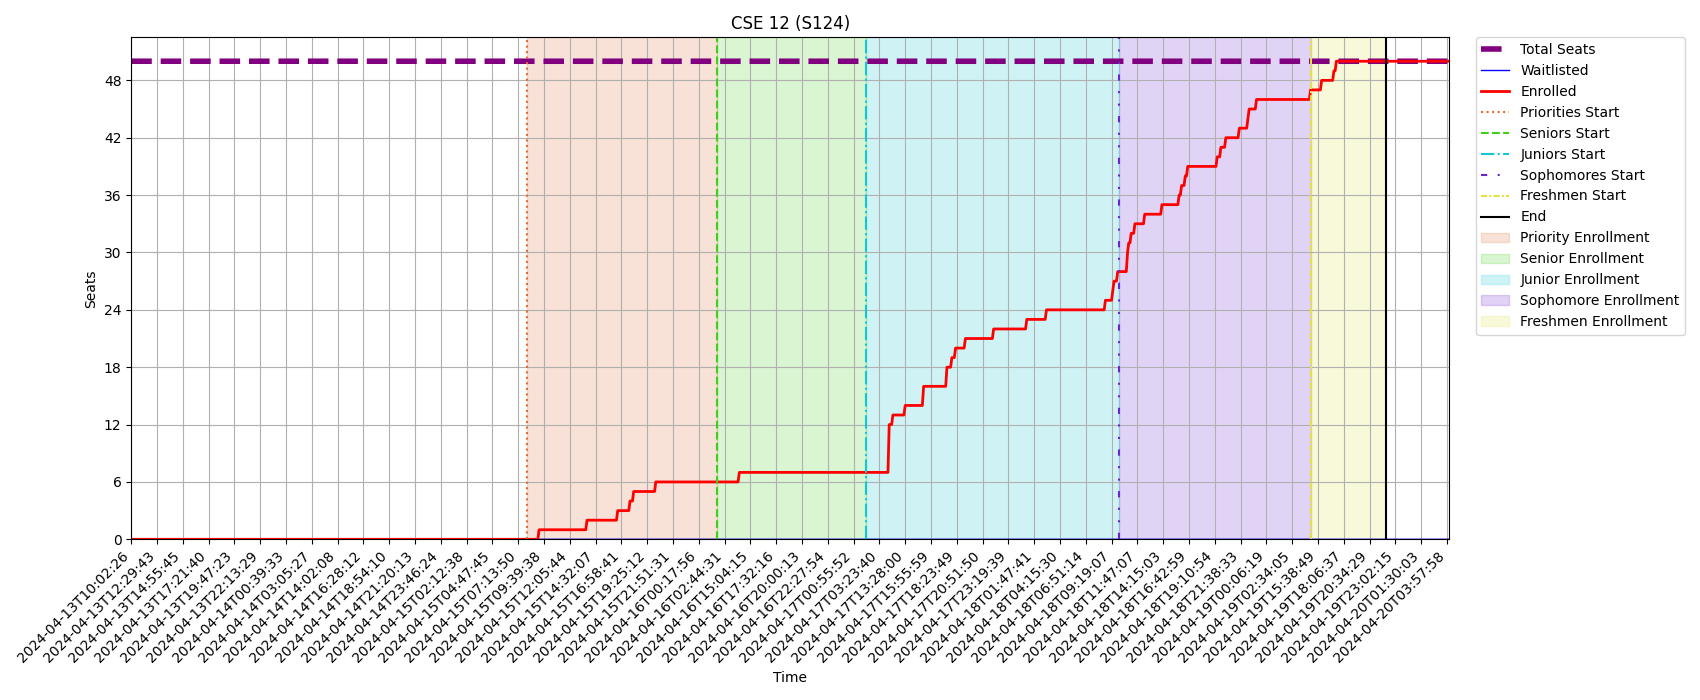 CSE 12 (S124)
Seats
48
42
36
30
24
18
12
6
0
2024-04-13T10:02:26
2024-04-13T12:29:43
2024-04-13T14:55:45
2024-04-13T17:21:40
2024-04-13T19:47:23
2024-04-13T22:13:29
2024-04-14T00:39:33
2024-04-14T03:05:27
2024-04-14T14:02:08
2024-04-14T16:28:12
2024-04-14T18:54:10
2024-04-14T21:20:13
2024-04-14T23:46:24
2024-04-15T02:12:38
2024-04-15T04:47:45
2024-04-15T07:13:50
2024-04-15T09:39:38
2024-04-15T12:05:44
2024-04-15T14:32:07
2024-04-15T16:58:41
2024-04-15T19:25:12
2024-04-15T21:51:31
2024-04-16T00:17:56
2024-04-16T02:44:31
2024-04-16T15:04:15
2024-04-16T17:32:16
2024-04-16T20:00:13
2024-04-16T22:27:54
2024-04-17T00:55:52
2024-04-17T03:23:40
2024-04-17T13:28:00
2024-04-17T15:55:59
2024-04-17T18:23:49
2024-04-17T20:51:50
2024-04-17T23:19:39
2024-04-18T01:47:41
2024-04-18T04:15:30
2024-04-18T06:51:14
2024-04-18T09:19:07
2024-04-18T11:47:07
2024-04-18T14:15:03
2024-04-18T16:42:59
2024-04-18T19:10:54
2024-04-18T21:38:33
2024-04-19T00:06:19
2024-04-19T02:34:05
2024-04-19T15:38:49
2024-04-19T18:06:37
2024-04-19T20:34:29
2024-04-19T23:02:15
2024-04-20T01:30:03
2024-04-20T03:57:58
Time
Total Seats
Waitlisted
Enrolled
Priorities Start
Seniors Start
Juniors Start
Sophomores Start
Freshmen Start
End
Priority Enrollment
Senior Enrollment
Junior Enrollment
Sophomore Enrollment
Freshmen Enrollment